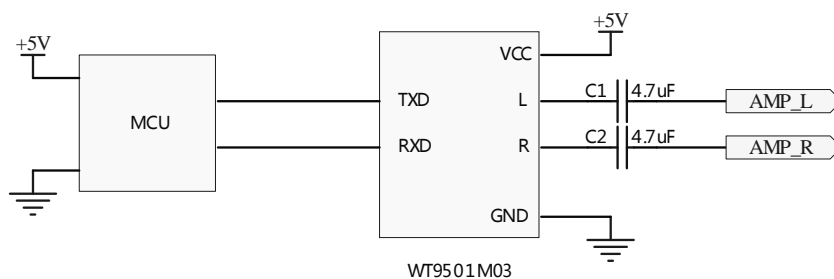 +5V
+5V
VCC
C1 4.7uF
TXD L AMP_L
MCU
C2 4.7uF
RXD R AMP_R
GND
WT9501M03